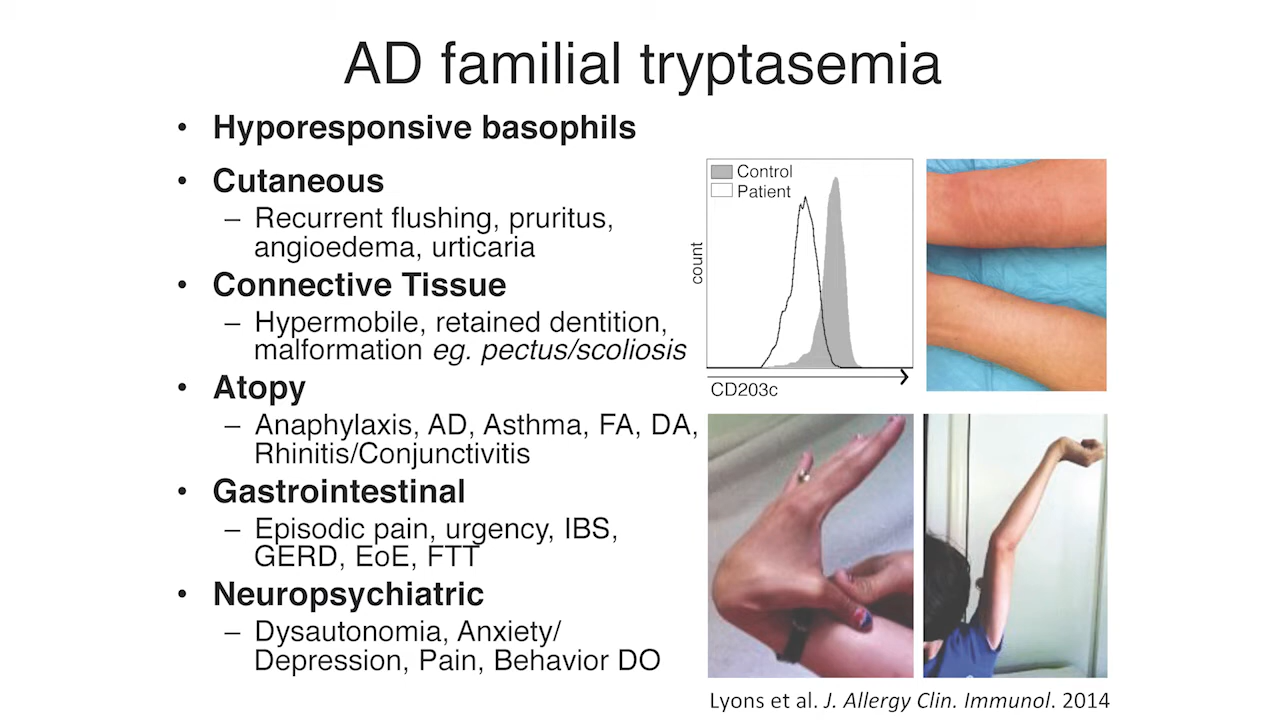 AD familial tryptasemia
• Hyporesponsive basophils
• Cutaneous
– Recurrent flushing, pruritus,
angioedema, urticaria
• Connective Tissue
– Hypermobile, retained dentition,
malformation eg. pectus/scoliosis
• Atopy
– Anaphylaxis, AD, Asthma, FA, DA,
Rhinitis/Conjunctivitis
• Gastrointestinal
– Episodic pain, urgency, IBS,
GERD, EoE, FTT
• Neuropsychiatric
– Dysautonomia, Anxiety/
Depression, Pain, Behavior DO
Control
Patient
count
CD203c
Lyons et al. J. Allergy Clin. Immunol. 2014